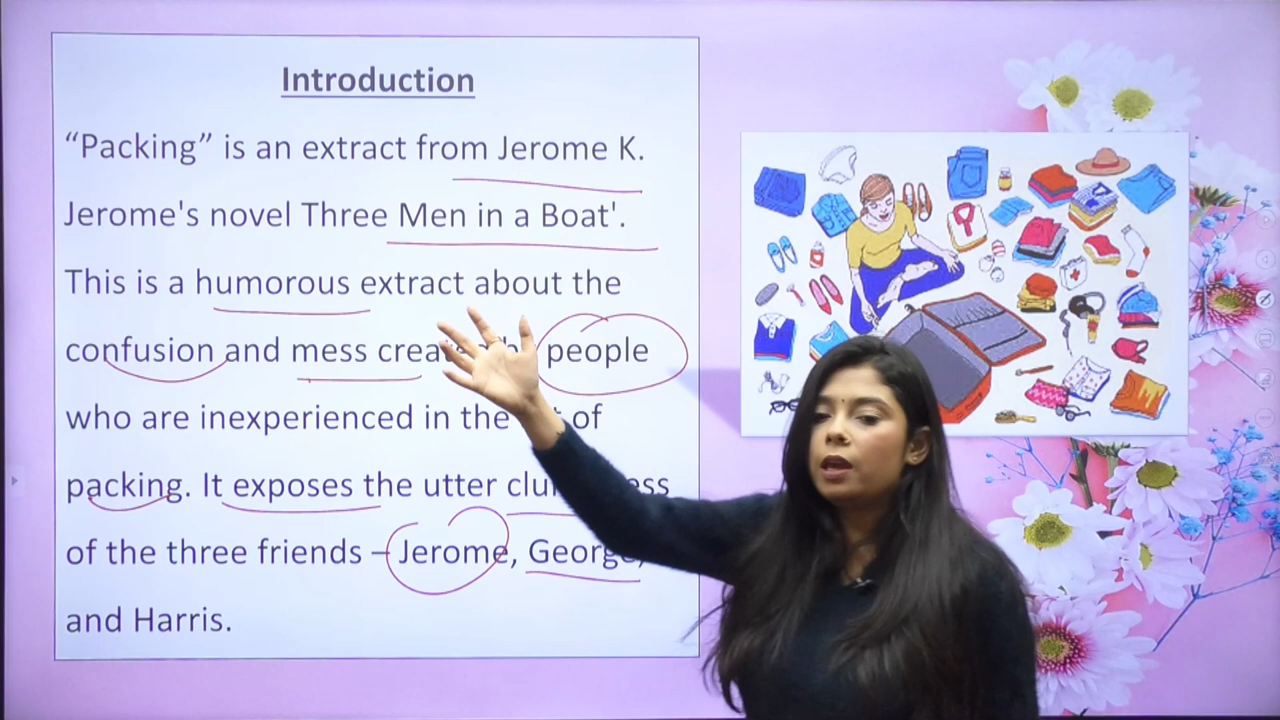 Introduction
“Packing” is an extract from Jerome K.
Jerome's novel Three Men in a Boat'.
This is a humorous extract about the
confusion and mess people
who are inexperienced in the of
packing. It exposes the utter
of the three friends – Jerome, George,
and Harris.